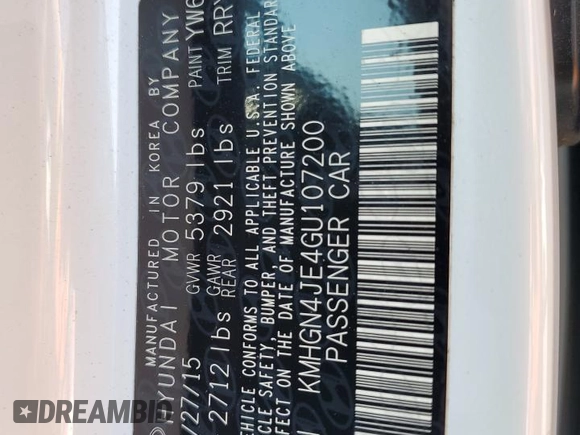 MANUFACTURED IN KOREA BY
HYUNDAI MOTOR COMPANY
/27/15 GVWR 5379 lbs PAINT YW6
2712 lbs GAWR REAR 2921 lbs TRIM RRY
VEHICLE CONFORMS TO ALL APPLICABLE U.S.A. FEDERAL
CLE SAFETY, BUMPER, AND THEFT PREVENTION STANDAR
FECT ON THE DATE OF MANUFACTURE SHOWN ABOVE
KMHGN4JE4GU107200
PASSENGER CAR
DREAMBID